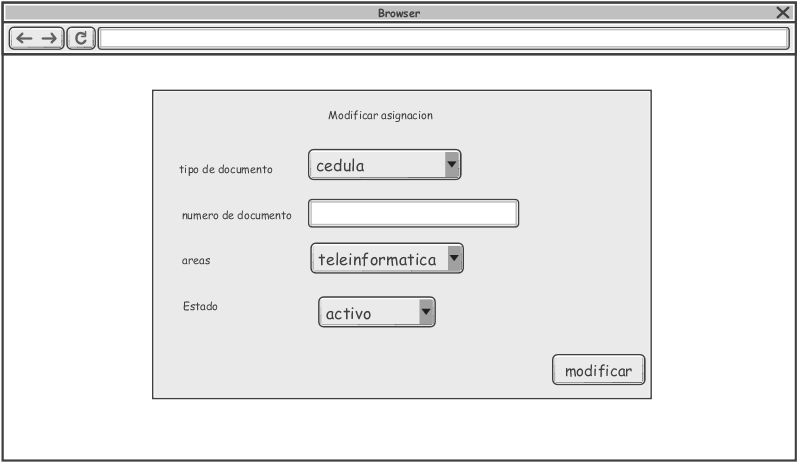 Browser
Modificar asignacion
tipo de documento
cedula
numero de documento
areas
teleinformatica
Estado
activo
modificar